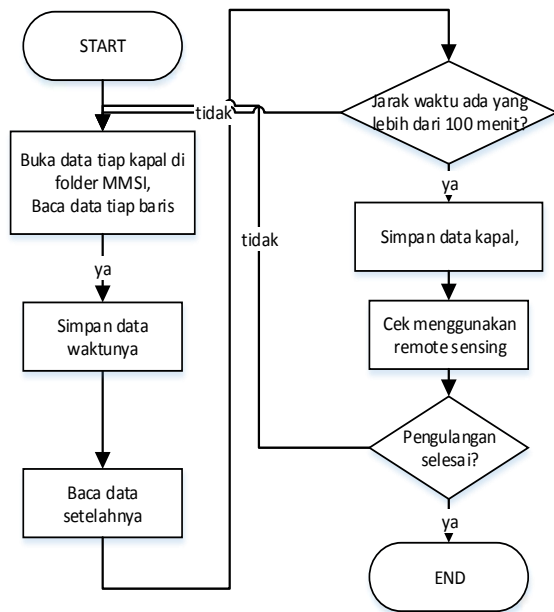 START
Buka data tiap kapal di
folder MMSI,
Baca data tiap baris
ya
Simpan data
waktunya
Baca data
setelahnya
Jarak waktu ada yang
lebih dari 100 menit?
tidak
ya
Simpan data kapal,
Cek menggunakan
remote sensing
Pengulangan
selesai?
tidak
ya
END